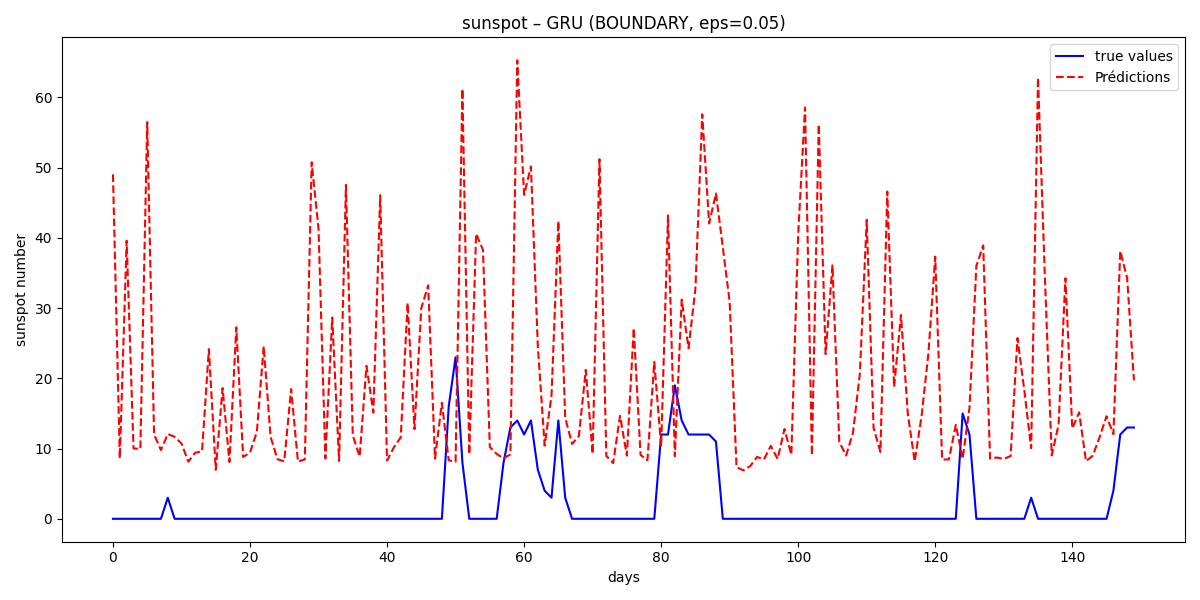 sunspot – GRU (BOUNDARY, eps=0.05)
true values
Prédictions
sunspot number
60
50
40
30
20
10
0
0 20 40 60 80 100 120 140
days